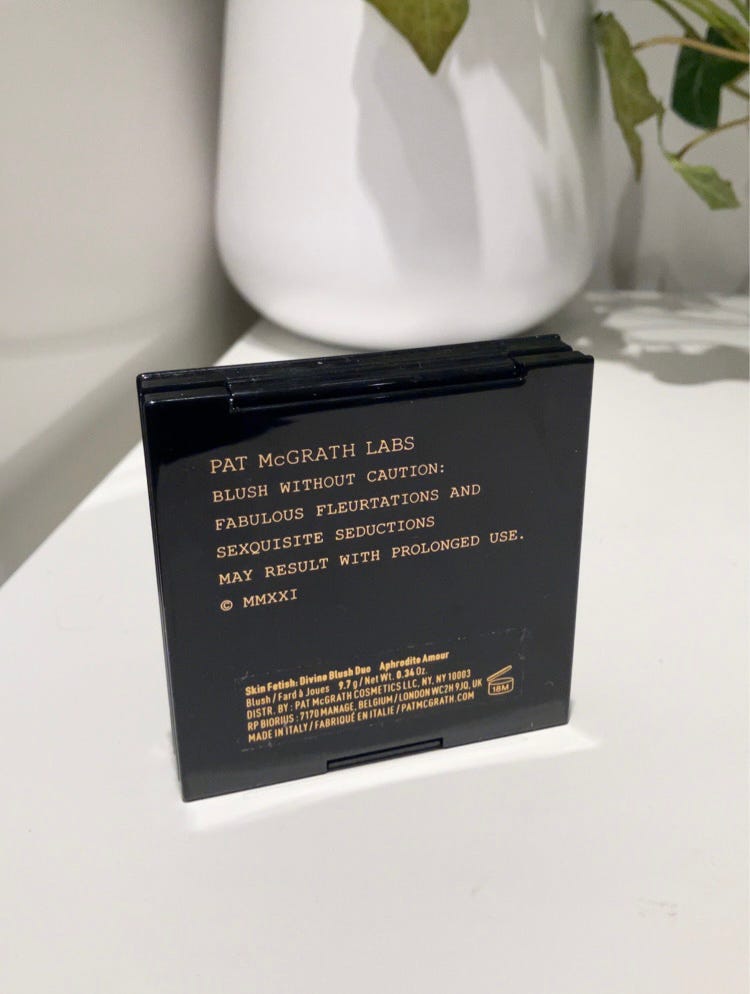 PAT McGRATH LABS
BLUSH WITHOUT CAUTION:
FABULOUS FLEURTATIONS AND
SEXQUISITE SEDUCTIONS
MAY RESULT WITH PROLONGED USE.
© MMXXI
Skin Fetish: Divine Blush Duo Aphrodite Amour
Blush / Fard à Joues 9.7 g / Net Wt. 0.34 Oz
DISTR. BY : PAT McGRATH COSMETICS LLC, NY, NY 10003
RP BIORIUS : 7170 MANAGE, BELGIUM / LONDON WC2H 9JQ, UK
MADE IN ITALY / FABRIQUÉ EN ITALIE / PATMCGRATH.COM
18M